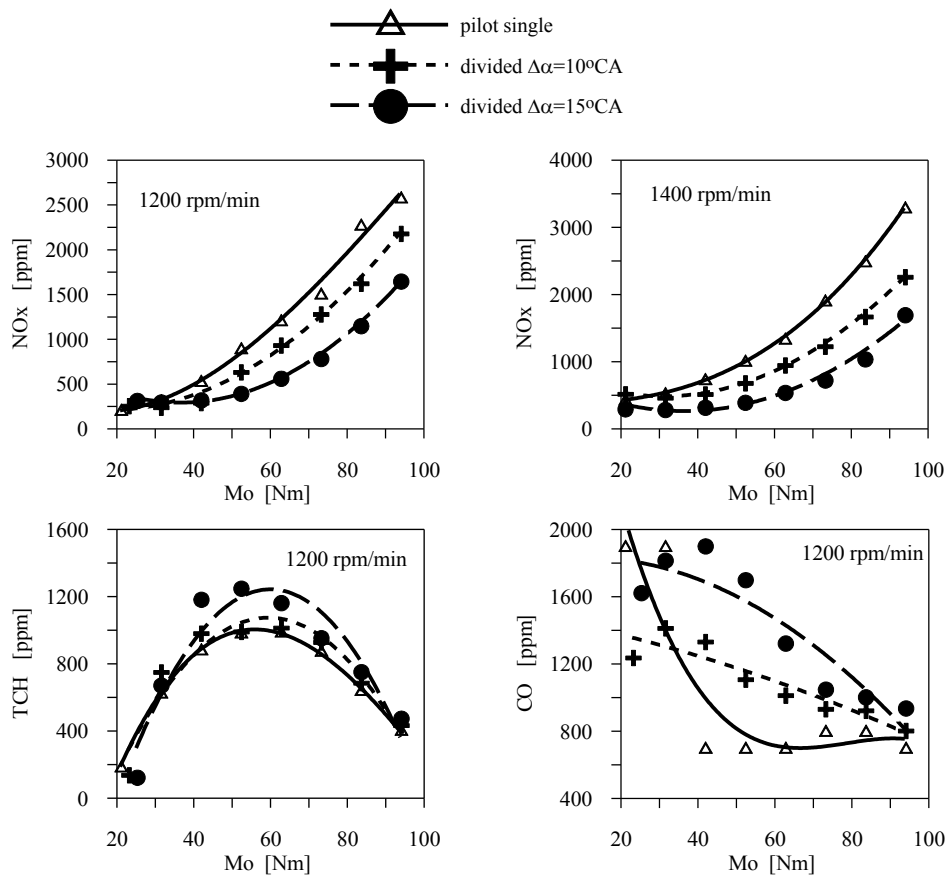 pilot single
divided Δα=10ºCA
divided Δα=15ºCA
1200 rpm/min
NOx [ppm]
3000
2500
2000
1500
1000
500
0
20 40 60 80 100
Mo [Nm]
1400 rpm/min
NOx [ppm]
4000
3000
2000
1000
0
20 40 60 80 100
Mo [Nm]
1200 rpm/min
TCH [ppm]
1600
1200
800
400
0
20 40 60 80 100
Mo [Nm]
1200 rpm/min
CO [ppm]
2000
1600
1200
800
400
20 40 60 80 100
Mo [Nm]